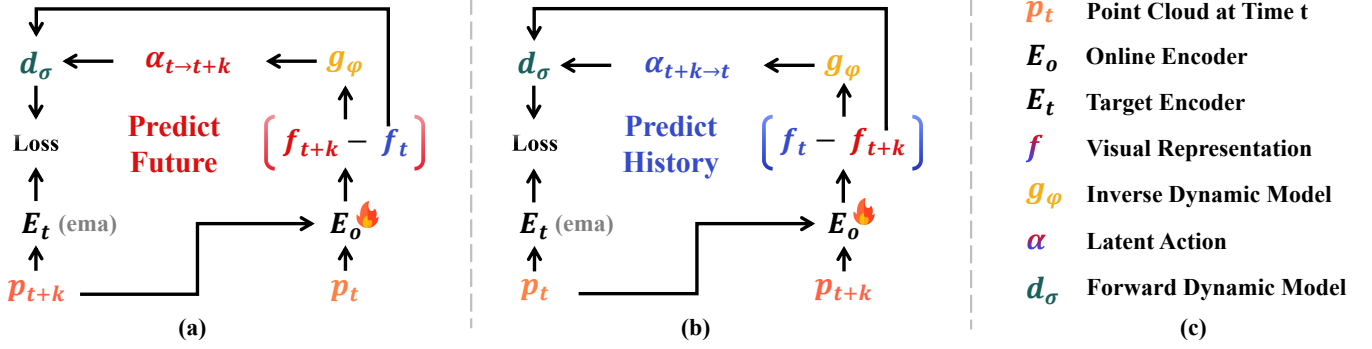 d_σ ← α_{t→t+k} ← g_φ
Loss
Predict
Future
[ f_{t+k} − f_t ]
E_t (ema)
E_o
p_{t+k}
p_t
(a)
d_σ ← α_{t+k→t} ← g_φ
Loss
Predict
History
[ f_t − f_{t+k} ]
E_t (ema)
E_o
p_t
p_{t+k}
(b)
p_t Point Cloud at Time t
E_o Online Encoder
E_t Target Encoder
f Visual Representation
g_φ Inverse Dynamic Model
α Latent Action
d_σ Forward Dynamic Model
(c)